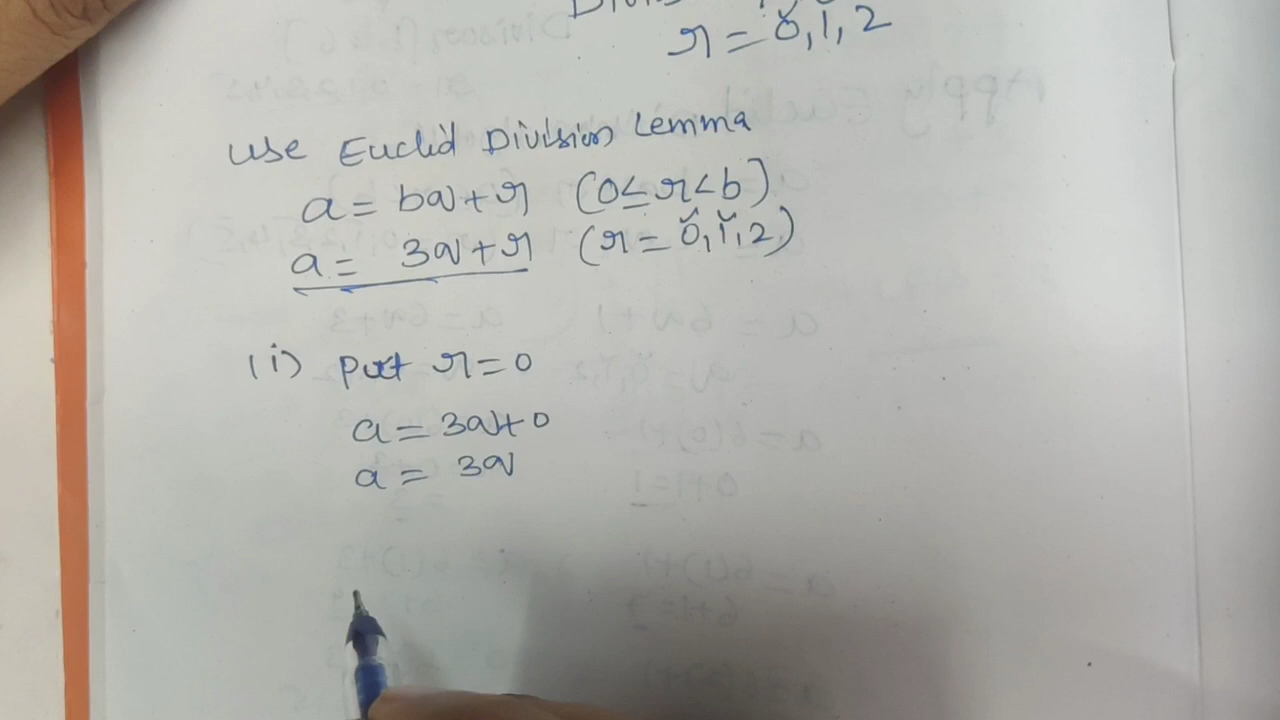 r = 0, 1, 2
Use Euclid Division Lemma
a = bq + r (0 ≤ r < b)
a = 3q + r (r = 0, 1, 2)
(i) Put r = 0
a = 3q + 0
a = 3q